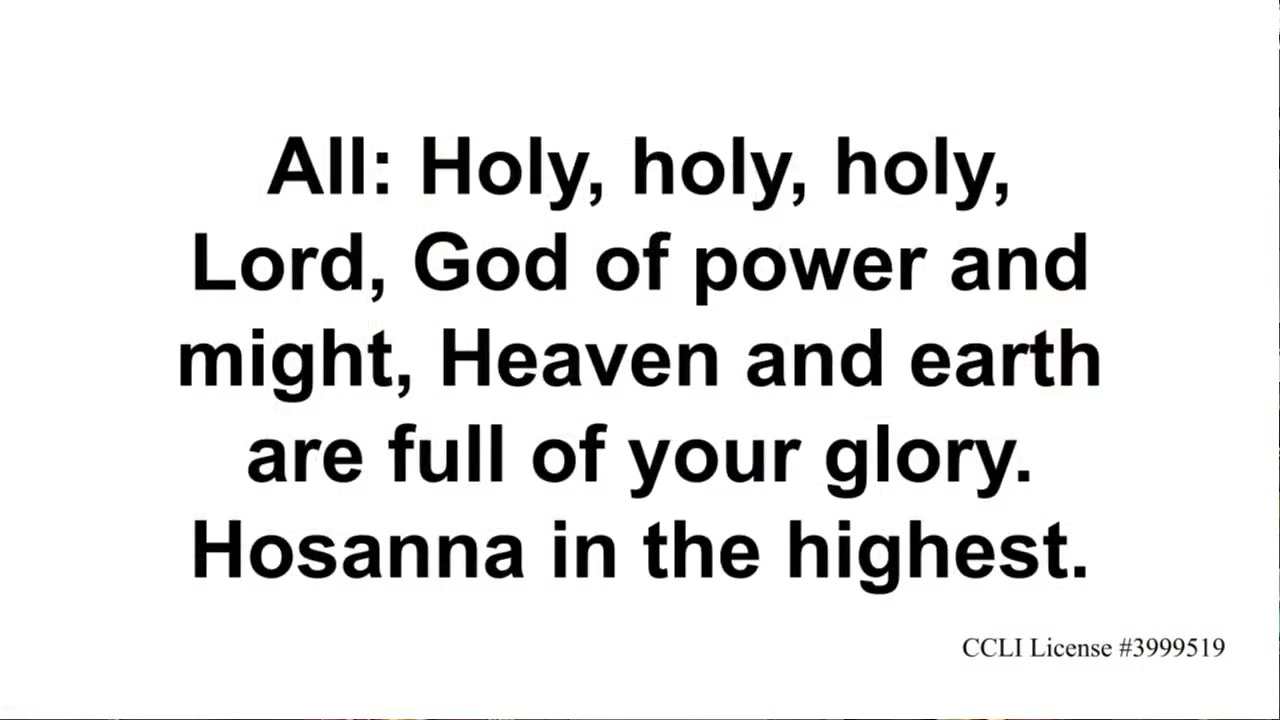 All: Holy, holy, holy,
Lord, God of power and
might, Heaven and earth
are full of your glory.
Hosanna in the highest.
CCLI License #3999519